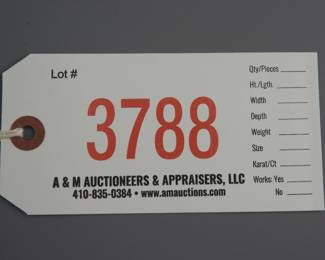 Lot #
3788
Qty/Pieces
Ht./Lgth.
Width
Depth
Weight
Size
Karat/Ct
Works: Yes
No
A & M AUCTIONEERS & APPRAISERS, LLC
410-835-0384 • www.amauctions.com